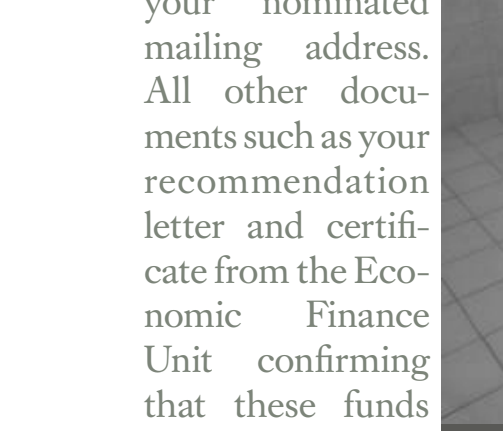 your nominated
mailing address.
All other docu-
ments such as your
recommendation
letter and certifi-
cate from the Eco-
nomic Finance
Unit confirming
that these funds